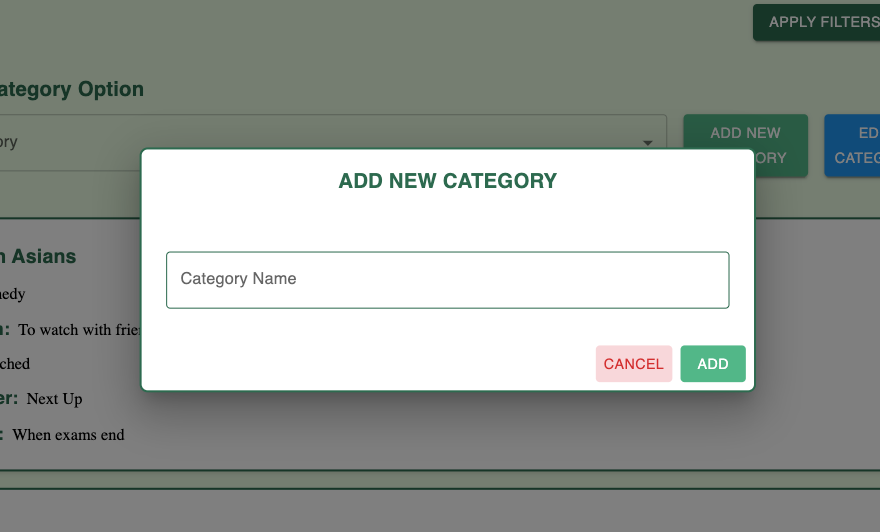 APPLY FILTERS
ategory Option
ory
ADD NEW
ORY
ED
CATEG
ADD NEW CATEGORY
n Asians
Category Name
nedy
n: To watch with frie
ched
CANCEL
ADD
er: Next Up
: When exams end